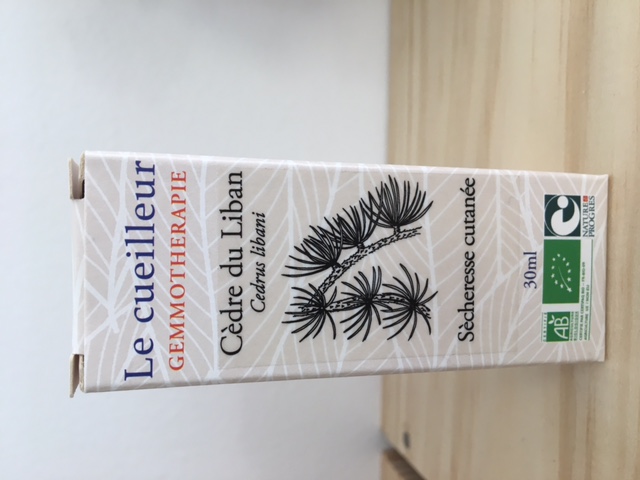 Le cueilleur
GEMMOTHERAPIE
Cèdre du Liban
Cedrus libani
Sècheresse cutanée
30ml
AB
NATURE
PROGRES